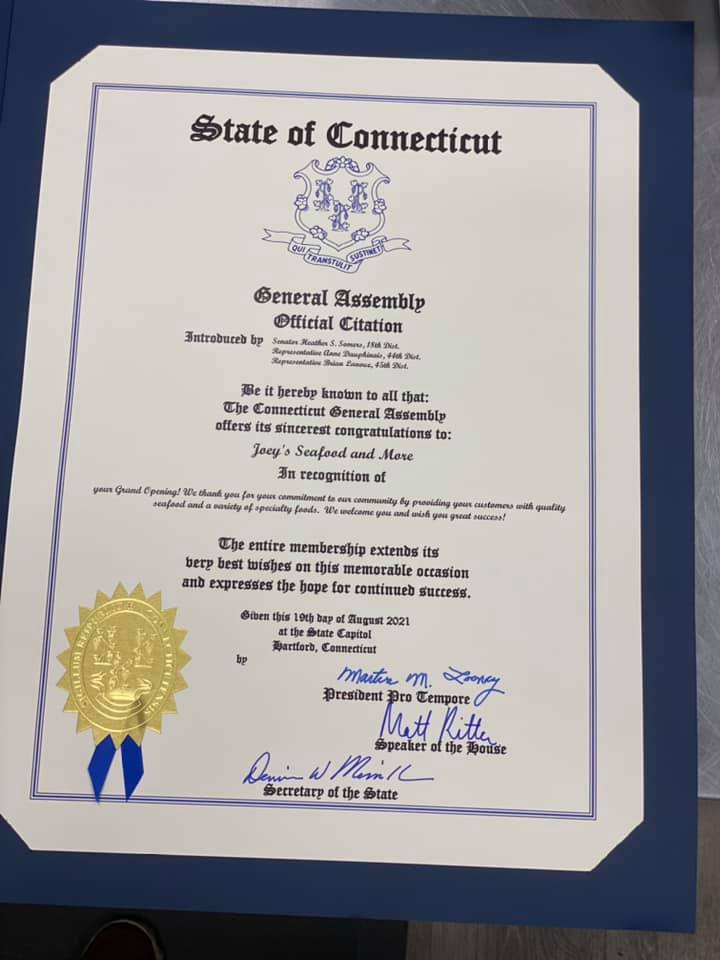 State of Connecticut
QUI TRANSTULIT SUSTINET
General Assembly
Official Citation
Introduced by
Senator Heather S. Somers, 18th Dist.
Representative Anne Dauphinais, 44th Dist.
Representative Brian Lanoue, 45th Dist.
Be it hereby known to all that:
The Connecticut General Assembly
offers its sincerest congratulations to:
Joey's Seafood and More
In recognition of
your Grand Opening! We thank you for your commitment to our community by providing your customers with quality
seafood and a variety of specialty foods. We welcome you and wish you great success!
The entire membership extends its
very best wishes on this memorable occasion
and expresses the hope for continued success.
Given this 19th day of August 2021
at the State Capitol
Hartford, Connecticut
by
Martin M. Looney
President Pro Tempore
Matt Ritter
Speaker of the House
Secretary of the State